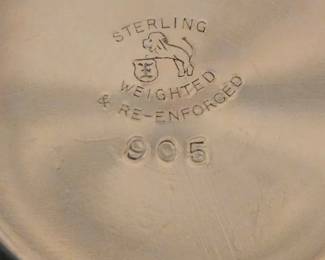 STERLING
WEIGHTED
& RE-ENFORCED
905